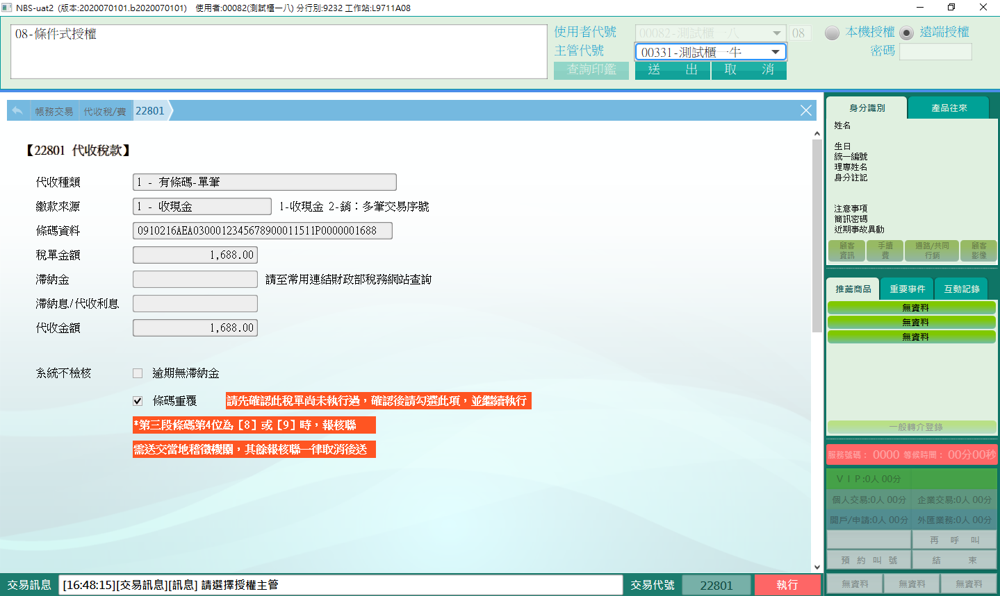 NBS-uat2 (版本:2020070101.b2020070101) 使用者:00082(測試櫃一八) 分行別:9232 工作站:L9711A08
08-條件式授權
使用者代號 00082-測試櫃一八 08 本機授權 遠端授權
主管代號 00331-測試櫃一牛 密碼
查詢印鑑 送 出 取 消
帳務交易 代收稅/費 22801
【22801 代收稅款】
代收種類 1 - 有條碼-單筆
繳款來源 1 - 收現金 1-收現金 2-銷：多筆交易序號
條碼資料 0910216AEA0300012345678900011511P0000001688
稅單金額 1,688.00
滯納金 請至常用連結財政部稅務網站查詢
滯納息/代收利息
代收金額 1,688.00
系統不檢核 逾期無滯納金
條碼重覆 請先確認此稅單尚未執行過，確認後請勾選此項，並繼續執行
*第三段條碼第4位為［8］或［9］時，報核聯
需送交當地稽徵機關，其餘報核聯一律取消後送
身分識別 產品往來
姓名
生日
統一編號
理專姓名
身分註記
注意事項
簡訊密碼
近期事故異動
顧客資訊 手續費 通路/共同行銷 顧客影像
推薦商品 重要事件 互動記錄
無資料
無資料
無資料
一般轉介登錄
服務號碼： 0000 等候時間： 00分00秒
ＶＩＰ:0人 00分
個人交易:0人 00分 企業交易:0人 00分
開戶/申請:0人 00分 外匯業務:0人 00分
再 呼 叫
預 約 叫 號 結 束
無資料 無資料 無資料
交易訊息 [16:48:15][交易訊息][訊息] 請選擇授權主管 交易代號 22801 執行